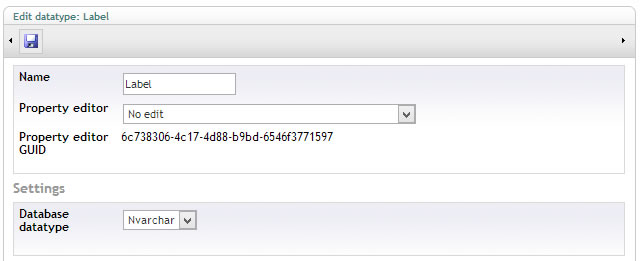 Edit datatype: Label
Name
Label
Property editor
No edit
Property editor
GUID
6c738306-4c17-4d88-b9bd-6546f3771597
Settings
Database
datatype
Nvarchar